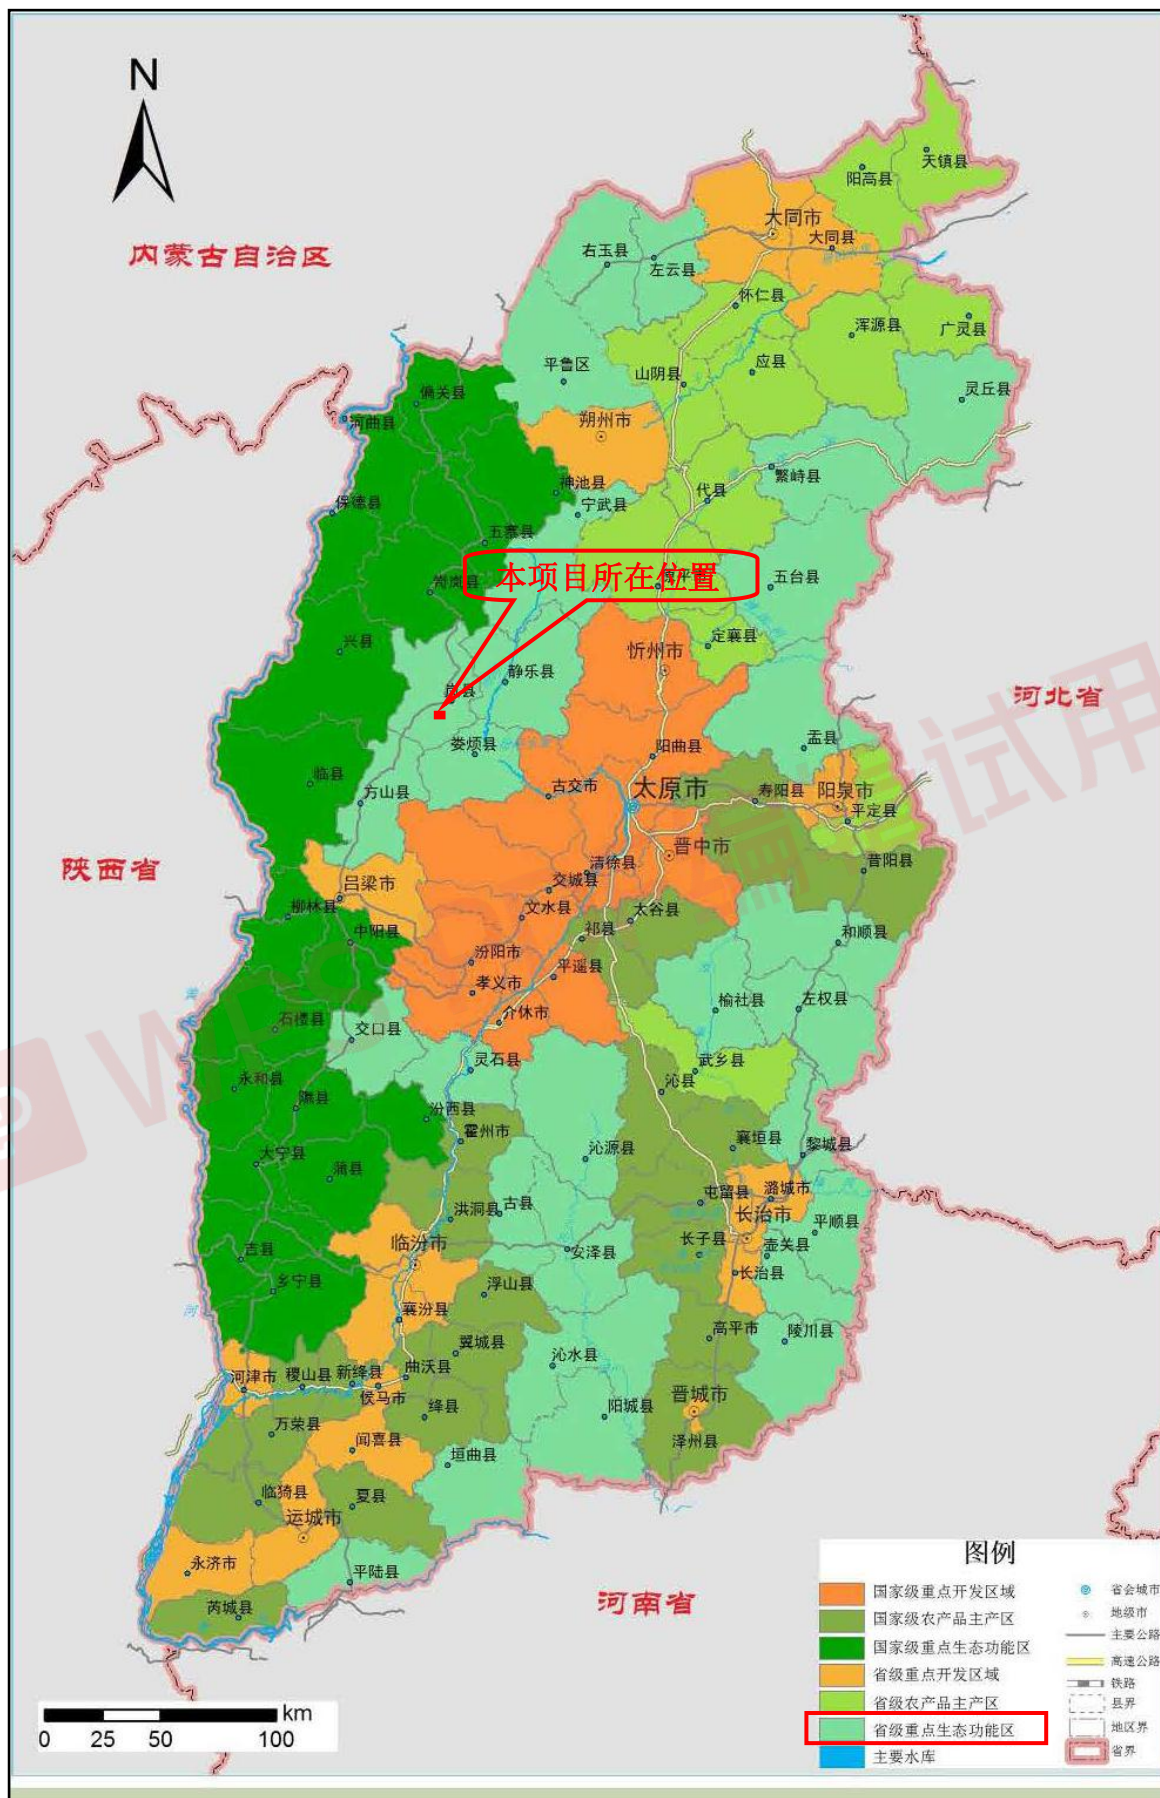 N
内蒙古自治区
天镇县
阳高县
大同市
大同县
右玉县
左云县
怀仁县
浑源县
广灵县
平鲁区
山阴县
应县
灵丘县
偏关县
河曲县
朔州市
神池县
宁武县
代县
繁峙县
保德县
五寨县
本项目所在位置
岢岚县
五台县
定襄县
兴县
忻州市
静乐县
岚县
河北省
娄烦县
阳曲县
盂县
临县
方山县
古交市
太原市
寿阳县
阳泉市
平定县
陕西省
吕梁市
清徐县
晋中市
昔阳县
交城县
柳林县
文水县
太谷县
中阳县
祁县
和顺县
汾阳市
平遥县
孝义市
榆社县
左权县
石楼县
交口县
介休市
灵石县
武乡县
沁县
永和县
隰县
汾西县
霍州市
襄垣县
黎城县
大宁县
蒲县
沁源县
屯留县
潞城市
洪洞县
古县
长治市
平顺县
临汾市
长子县
壶关县
吉县
安泽县
长治县
乡宁县
浮山县
襄汾县
翼城县
高平市
陵川县
沁水县
河津市
稷山县
新绛县
曲沃县
侯马市
晋城市
万荣县
绛县
阳城县
闻喜县
泽州县
垣曲县
临猗县
夏县
运城市
永济市
平陆县
芮城县
河南省
图例
国家级重点开发区域
国家级农产品主产区
国家级重点生态功能区
省级重点开发区域
省级农产品主产区
省级重点生态功能区
主要水库
省会城市
地级市
主要公路
高速公路
铁路
县界
地区界
省界
km
0 25 50 100